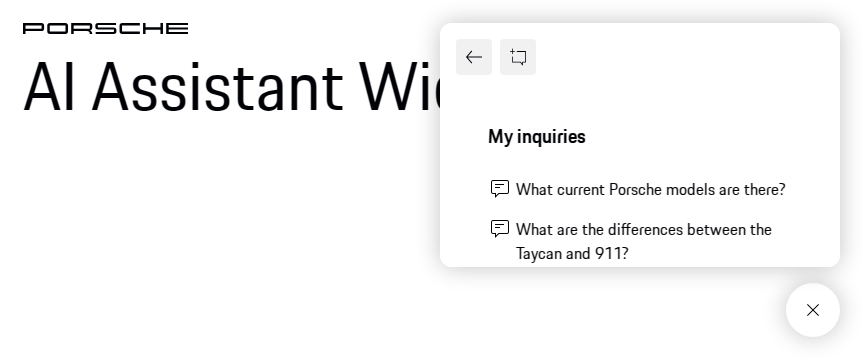 PORSCHE
AI Assistant
My inquiries
What current Porsche models are there?
What are the differences between the
Taycan and 911?